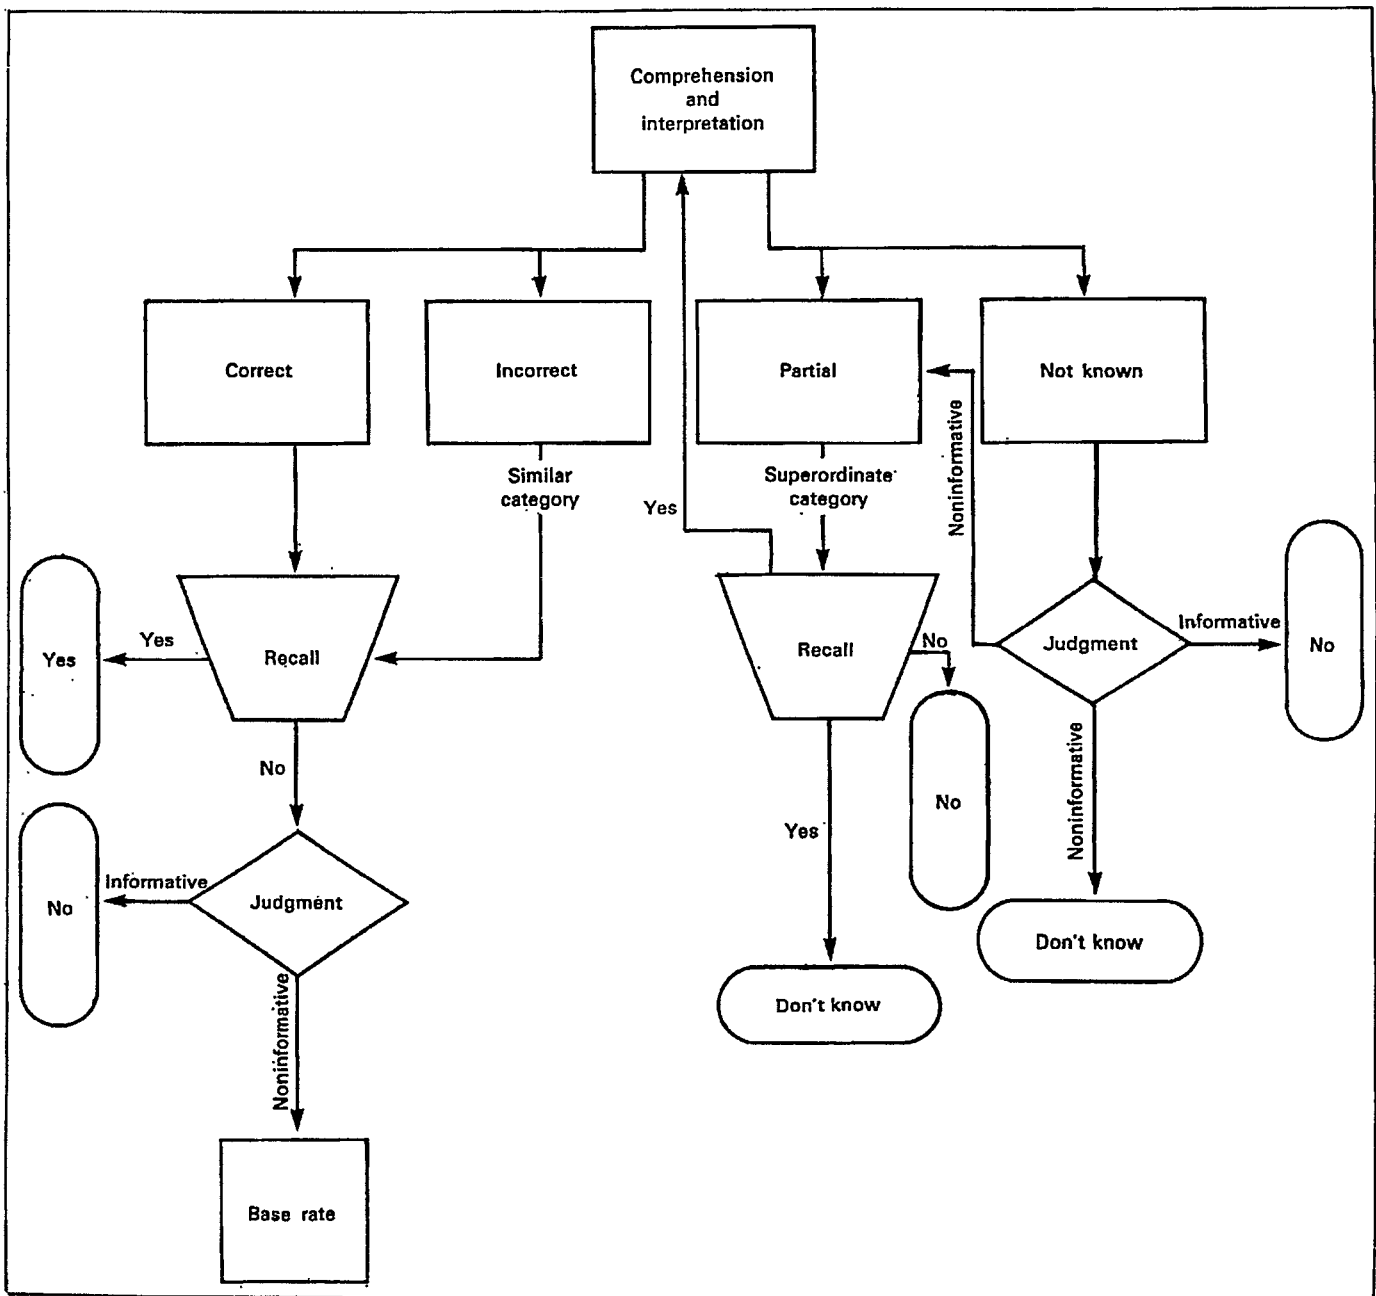 Comprehension
and
interpretation
Correct
Incorrect
Partial
Not known
Similar
category
Superordinate
category
Yes
Noninformative
Yes
Yes
Recall
Recall
No
Judgment
Informative
No
No
No
Yes
Noninformative
No
Informative
Judgment
Don't know
Don't know
Noninformative
Base rate